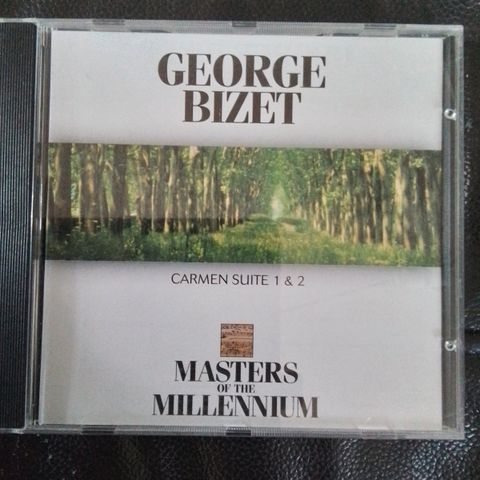 GEORGE
BIZET
CARMEN SUITE 1 & 2
MASTERS
OF THE
MILLENNIUM